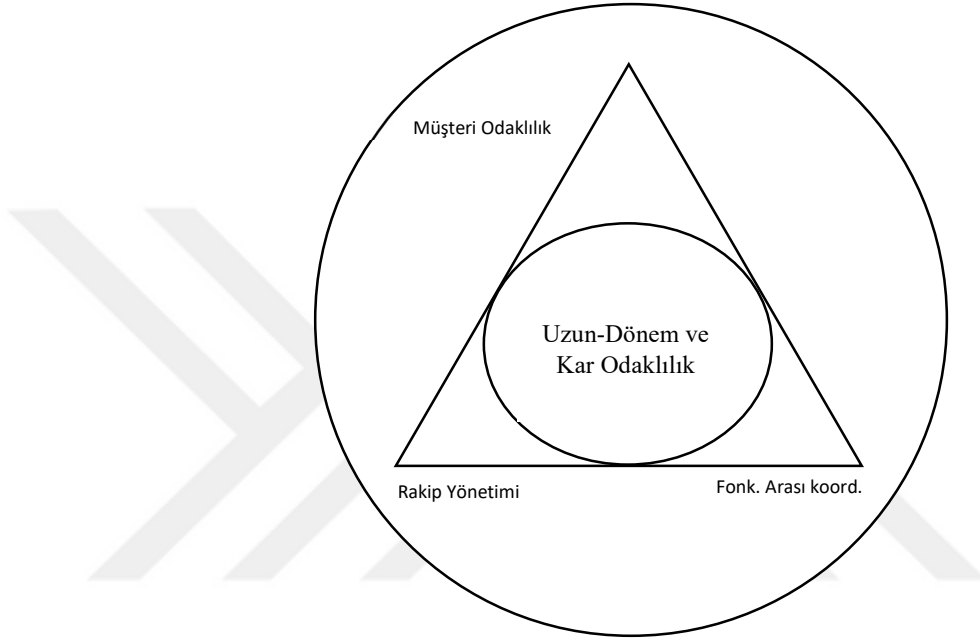 Müşteri Odaklılık
Uzun-Dönem ve
Kar Odaklılık
Rakip Yönetimi
Fonk. Arası koord.